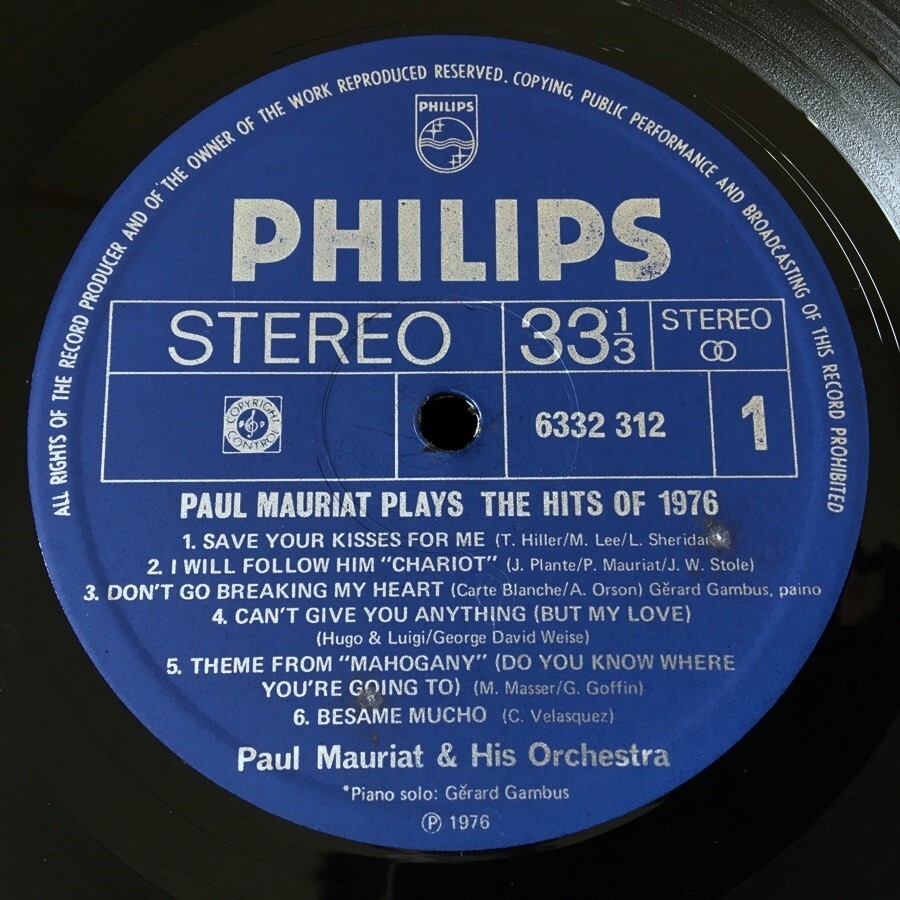 ALL RIGHTS OF THE RECORD PRODUCER AND OF THE OWNER OF THE WORK REPRODUCED RESERVED. COPYING, PUBLIC PERFORMANCE AND BROADCASTING OF THIS RECORD PROHIBITED
PHILIPS
PHILIPS
STEREO 33 1/3 STEREO
COPYRIGHT CONTROL
6332 312 1
PAUL MAURIAT PLAYS THE HITS OF 1976
1. SAVE YOUR KISSES FOR ME (T. Hiller/M. Lee/L. Sheridan)
2. I WILL FOLLOW HIM "CHARIOT" (J. Plante/P. Mauriat/J. W. Stole)
3. DON'T GO BREAKING MY HEART (Carte Blanche/A. Orson) Gěrard Gambus, paino
4. CAN'T GIVE YOU ANYTHING (BUT MY LOVE)
(Hugo & Luigi/George David Weise)
5. THEME FROM "MAHOGANY" (DO YOU KNOW WHERE
YOU'RE GOING TO) (M. Masser/G. Goffin)
6. BESAME MUCHO (C. Velasquez)
Paul Mauriat & His Orchestra
*Piano solo: Gěrard Gambus
Ⓟ 1976